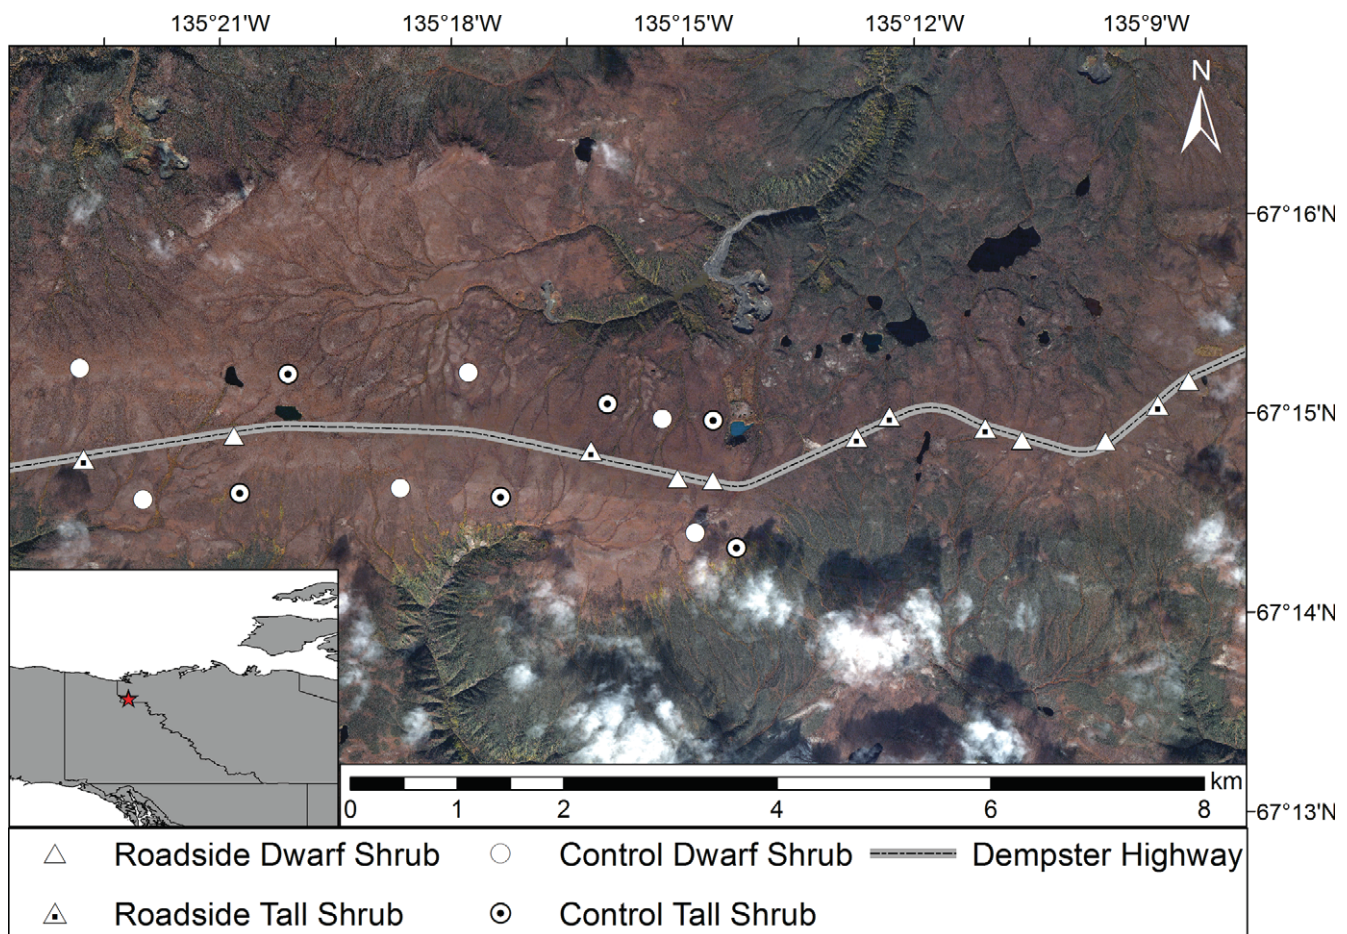 135°21'W 135°18'W 135°15'W 135°12'W 135°9'W
N
67°16'N
67°15'N
67°14'N
67°13'N
km
0 1 2 4 6 8
Roadside Dwarf Shrub Control Dwarf Shrub Dempster Highway
Roadside Tall Shrub Control Tall Shrub